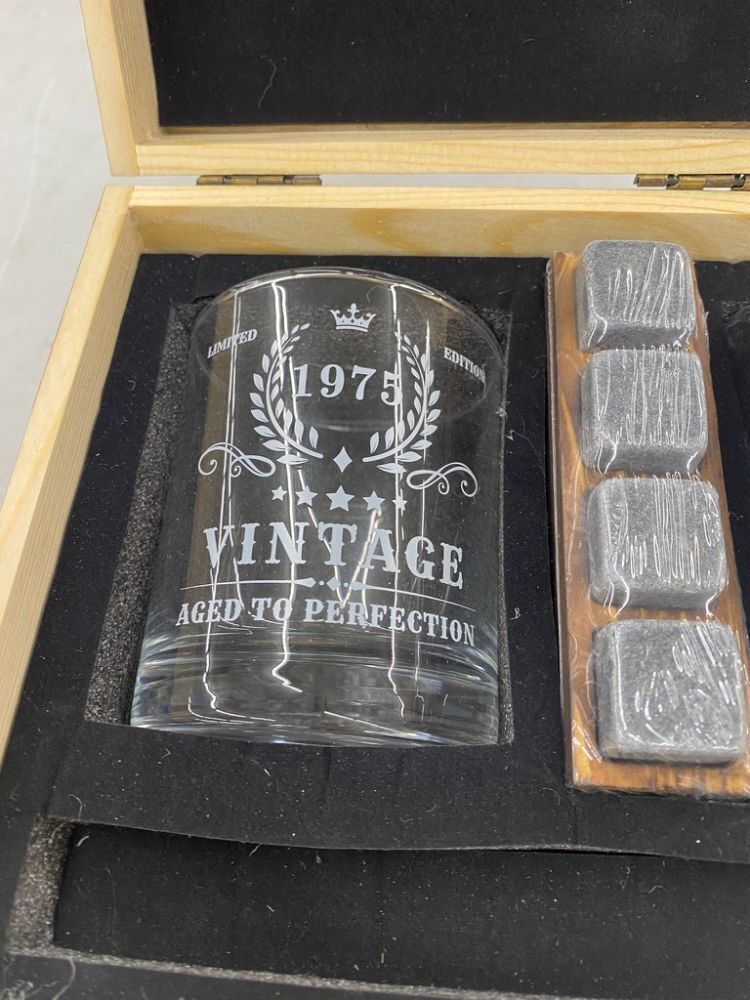 LIMITED EDITION
1975
VINTAGE
AGED TO PERFECTION